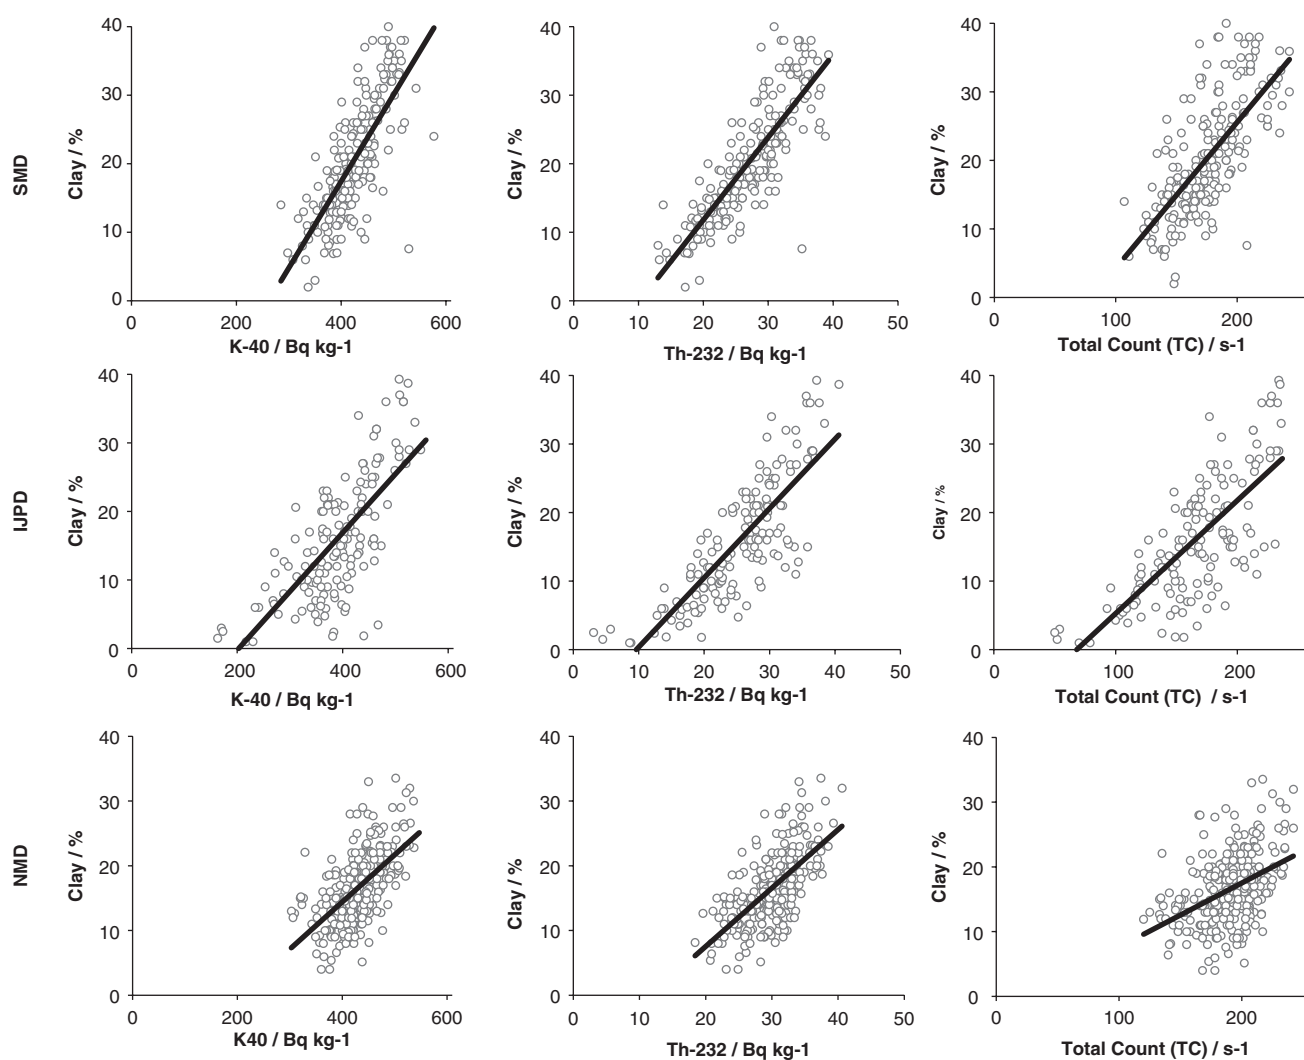 SMD
Clay / %
40
30
20
10
0
0 200 400 600
K-40 / Bq kg-1
Clay / %
40
30
20
10
0
0 10 20 30 40 50
Th-232 / Bq kg-1
Clay / %
40
30
20
10
0
0 100 200
Total Count (TC) / s-1
IJPD
Clay / %
40
30
20
10
0
0 200 400 600
K-40 / Bq kg-1
Clay / %
40
30
20
10
0
0 10 20 30 40 50
Th-232 / Bq kg-1
Clay / %
40
30
20
10
0
0 100 200
Total Count (TC) / s-1
NMD
Clay / %
40
30
20
10
0
0 200 400 600
K40 / Bq kg-1
Clay / %
40
30
20
10
0
0 10 20 30 40 50
Th-232 / Bq kg-1
Clay / %
40
30
20
10
0
0 100 200
Total Count (TC) / s-1